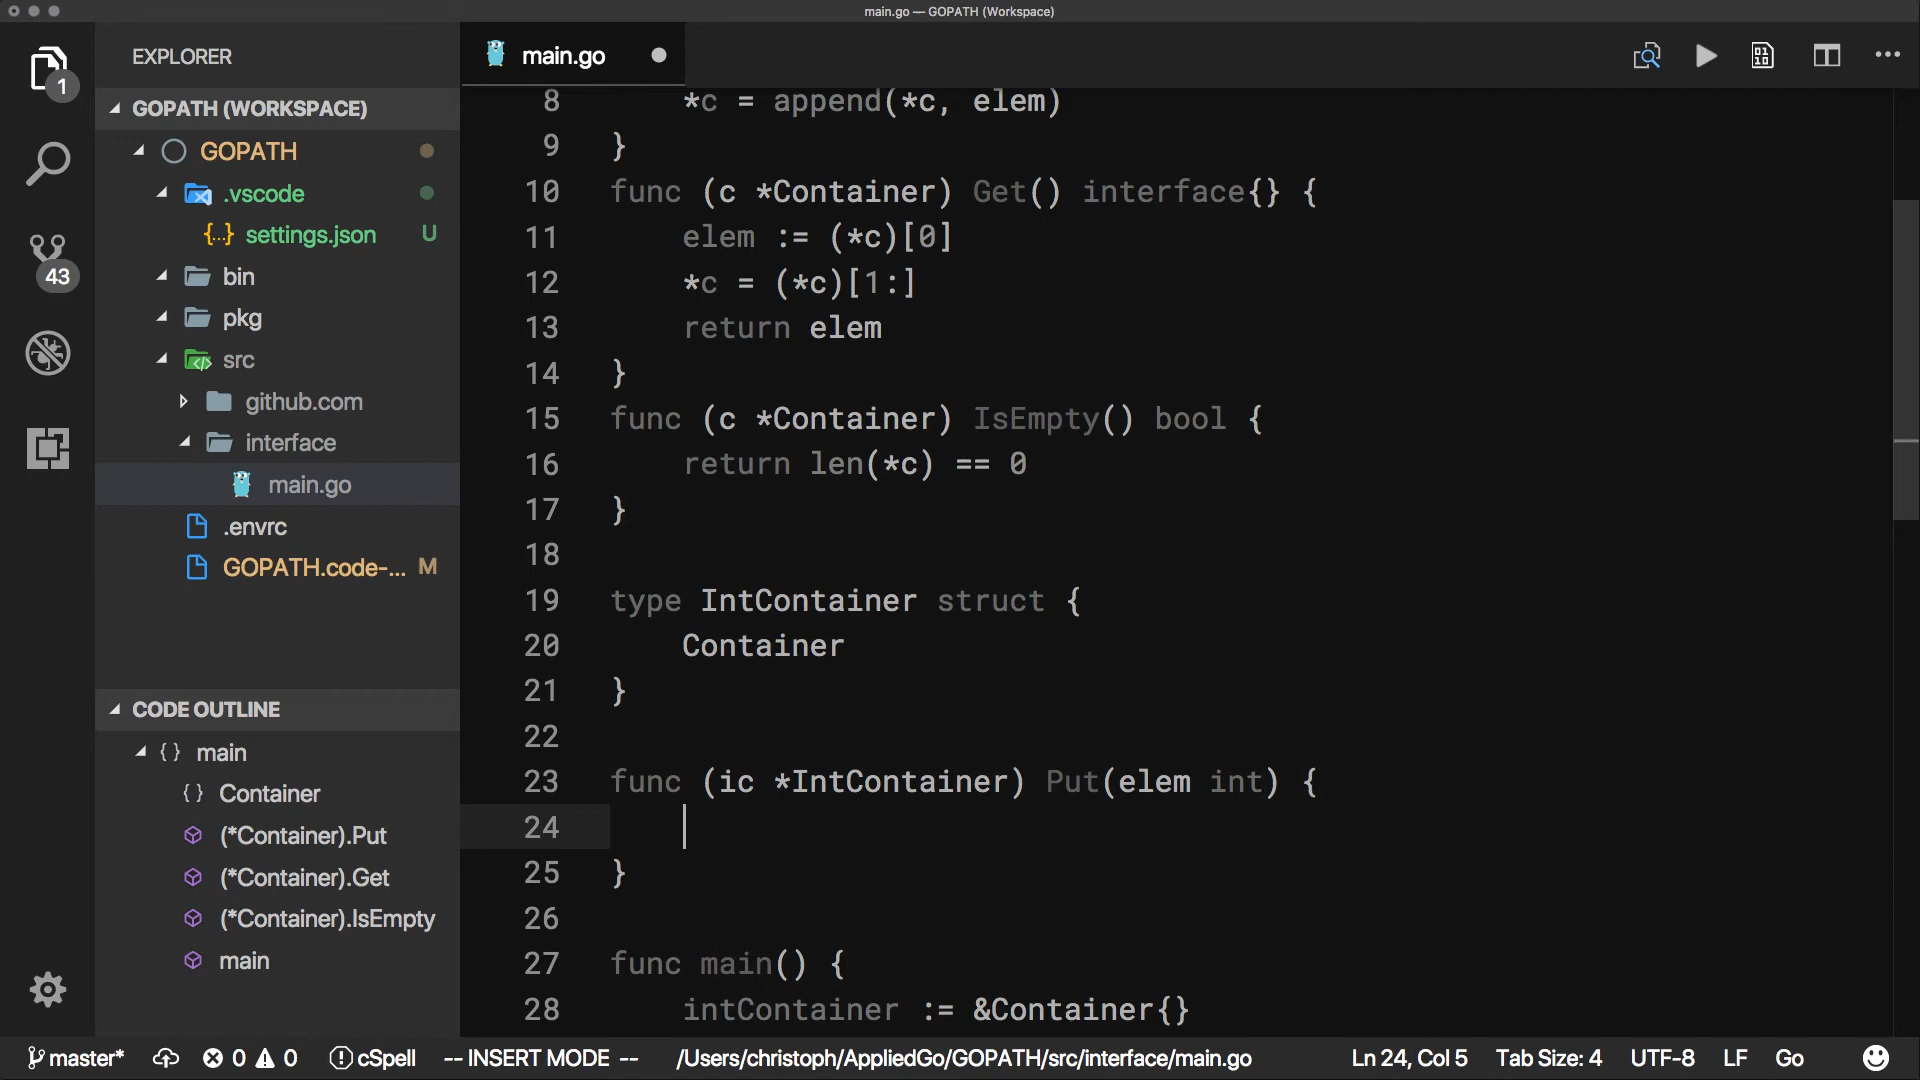 main.go — GOPATH (Workspace)
EXPLORER
main.go
1
GOPATH (WORKSPACE)
GOPATH
.vscode
{...} settings.json U
43
bin
pkg
src
github.com
interface
main.go
.envrc
GOPATH.code-... M
CODE OUTLINE
{} main
{} Container
(*Container).Put
(*Container).Get
(*Container).IsEmpty
main
8 *c = append(*c, elem)
9 }
10 func (c *Container) Get() interface{} {
11 elem := (*c)[0]
12 *c = (*c)[1:]
13 return elem
14 }
15 func (c *Container) IsEmpty() bool {
16 return len(*c) == 0
17 }
18
19 type IntContainer struct {
20 Container
21 }
22
23 func (ic *IntContainer) Put(elem int) {
24
25 }
26
27 func main() {
28 intContainer := &Container{}
master* 0 0 cSpell -- INSERT MODE -- /Users/christoph/AppliedGo/GOPATH/src/interface/main.go Ln 24, Col 5 Tab Size: 4 UTF-8 LF Go